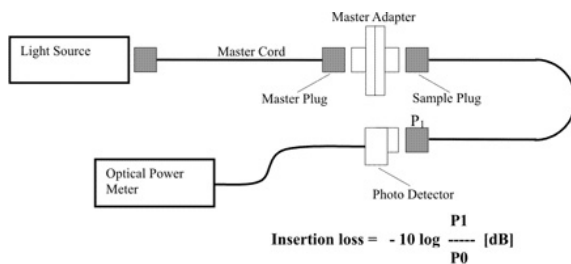 Master Adapter
Light Source
Master Cord
Master Plug
Sample Plug
P1
Optical Power
Meter
Photo Detector
P1
Insertion loss = - 10 log ----- [dB]
P0